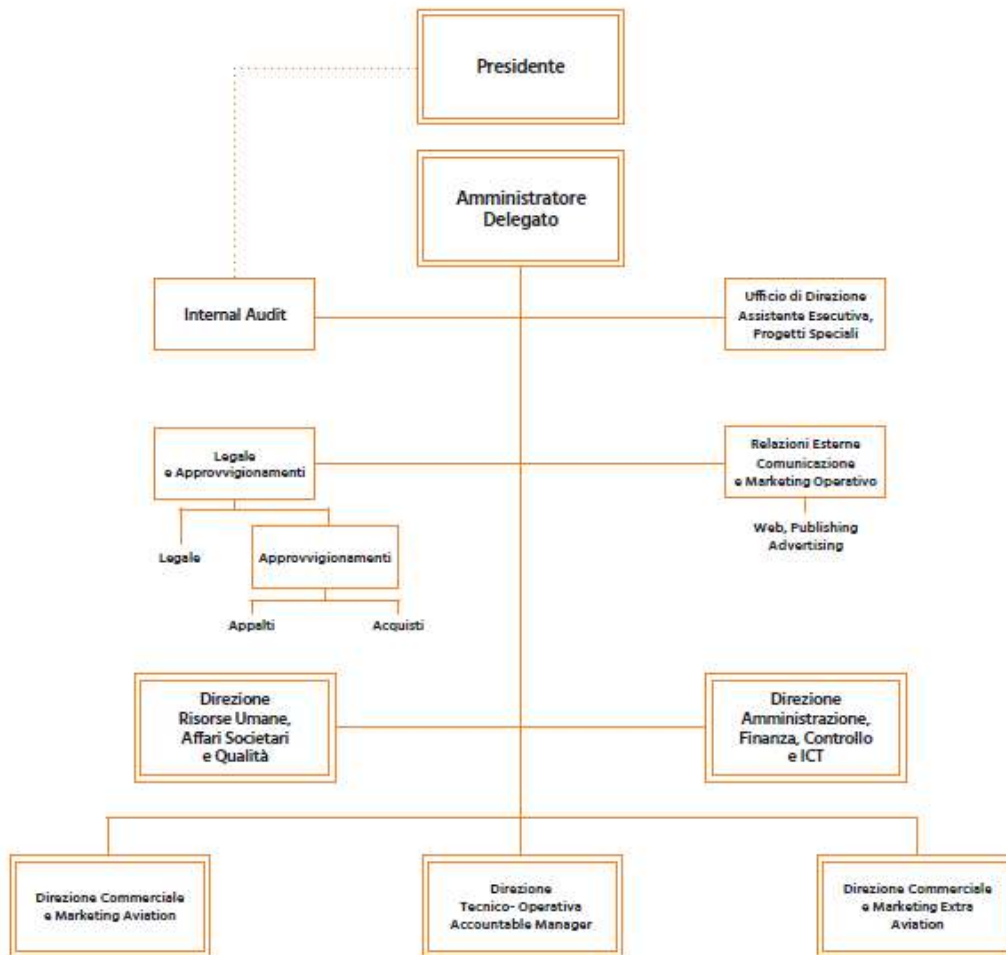 Presidente
Amministratore
Delegato
Internal Audit
Ufficio di Direzione
Assistente Esecutiva,
Progetti Speciali
Legale
e Approvvigionamenti
Relazioni Esterne
Comunicazione
e Marketing Operativo
Legale
Approvvigionamenti
Web, Publishing
Advertising
Appalti
Acquisti
Direzione
Risorse Umane,
Affari Societari
e Qualità
Direzione
Amministrazione,
Finanza, Controllo
e ICT
Direzione Commerciale
e Marketing Aviation
Direzione
Tecnico- Operativa
Accountable Manager
Direzione Commerciale
e Marketing Extra
Aviation